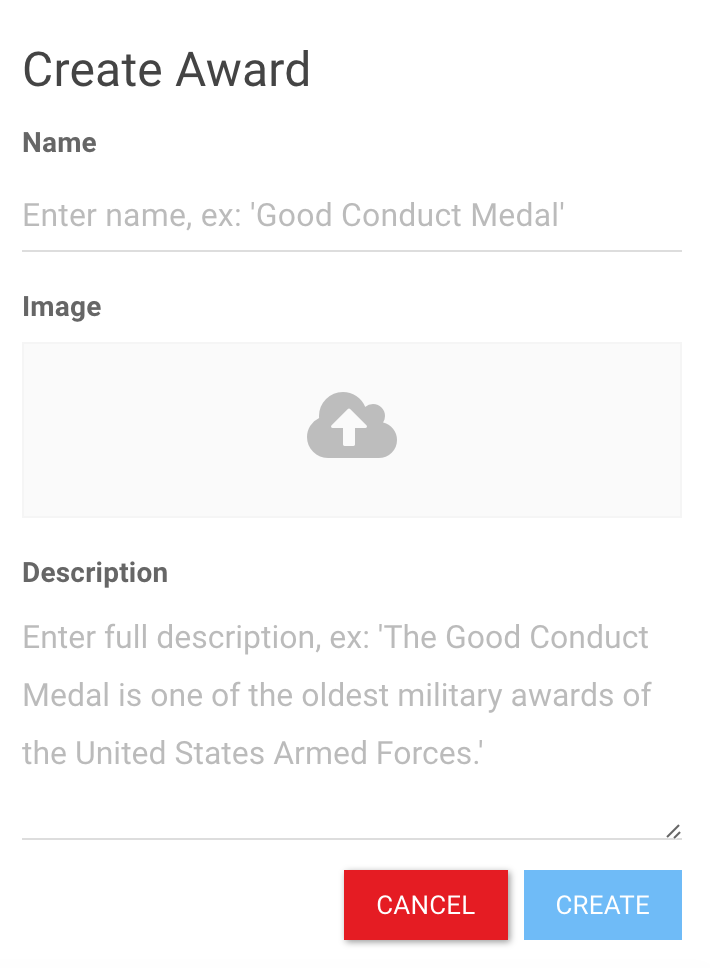 Create Award
Name
Enter name, ex: 'Good Conduct Medal'
Image
Description
Enter full description, ex: 'The Good Conduct
Medal is one of the oldest military awards of
the United States Armed Forces.'
CANCEL
CREATE